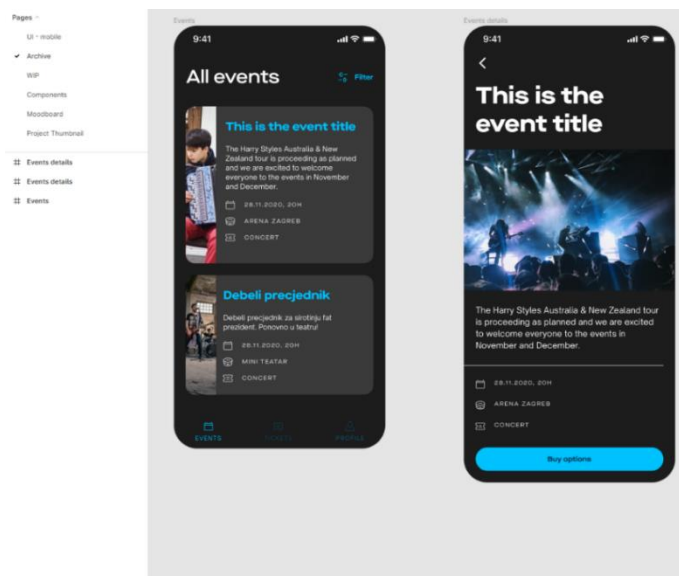 Pages
UI - mobile
Archive
WIP
Components
Moodboard
Project Thumbnail
Events details
Events details
Events
Events
9:41
All events
Filter
This is the event title
The Harry Styles Australia & New
Zealand tour is proceeding as planned
and we are excited to welcome
everyone to the events in November
and December.
28.11.2020, 20H
ARENA ZAGREB
CONCERT
Debeli precjednik
Debeli precjednik za sirotinju fat
prezident. Ponovno u teatru!
28.11.2020, 20H
MINI TEATAR
CONCERT
EVENTS
TICKETS
PROFILE
Events details
9:41
This is the
event title
The Harry Styles Australia & New Zealand tour
is proceeding as planned and we are excited
to welcome everyone to the events in
November and December.
28.11.2020, 20H
ARENA ZAGREB
CONCERT
Buy options